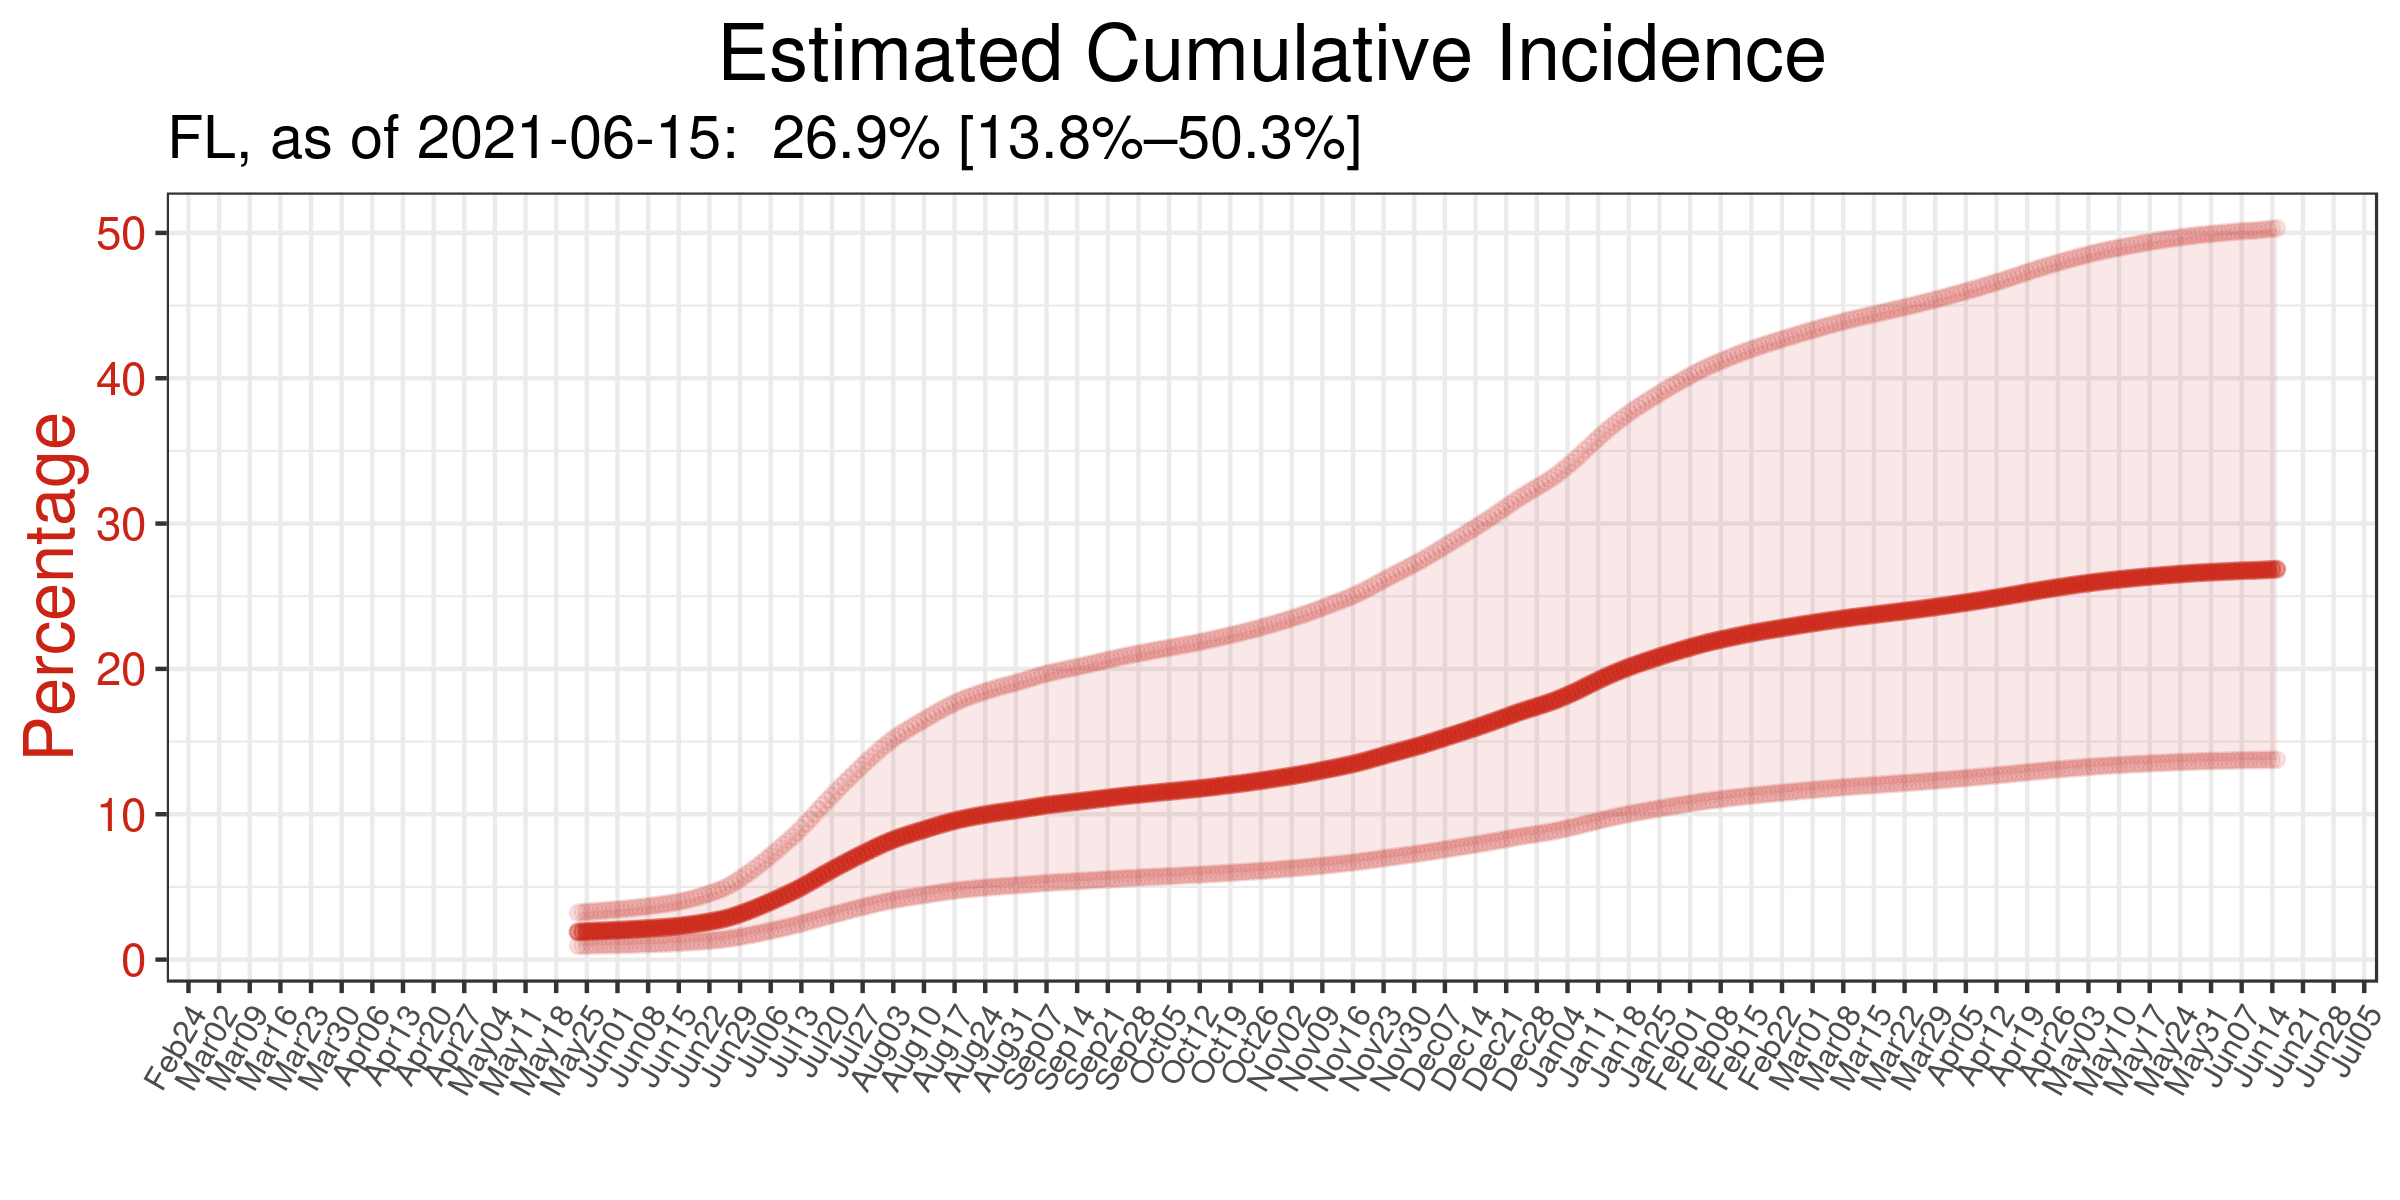 Estimated Cumulative Incidence
FL, as of 2021-06-15:  26.9% [13.8%–50.3%]
Percentage
50
40
30
20
10
0
Feb24
Mar02
Mar09
Mar16
Mar23
Mar30
Apr06
Apr13
Apr20
Apr27
May04
May11
May18
May25
Jun01
Jun08
Jun15
Jun22
Jun29
Jul06
Jul13
Jul20
Jul27
Aug03
Aug10
Aug17
Aug24
Aug31
Sep07
Sep14
Sep21
Sep28
Oct05
Oct12
Oct19
Oct26
Nov02
Nov09
Nov16
Nov23
Nov30
Dec07
Dec14
Dec21
Dec28
Jan04
Jan11
Jan18
Jan25
Feb01
Feb08
Feb15
Feb22
Mar01
Mar08
Mar15
Mar22
Mar29
Apr05
Apr12
Apr19
Apr26
May03
May10
May17
May24
May31
Jun07
Jun14
Jun21
Jun28
Jul05